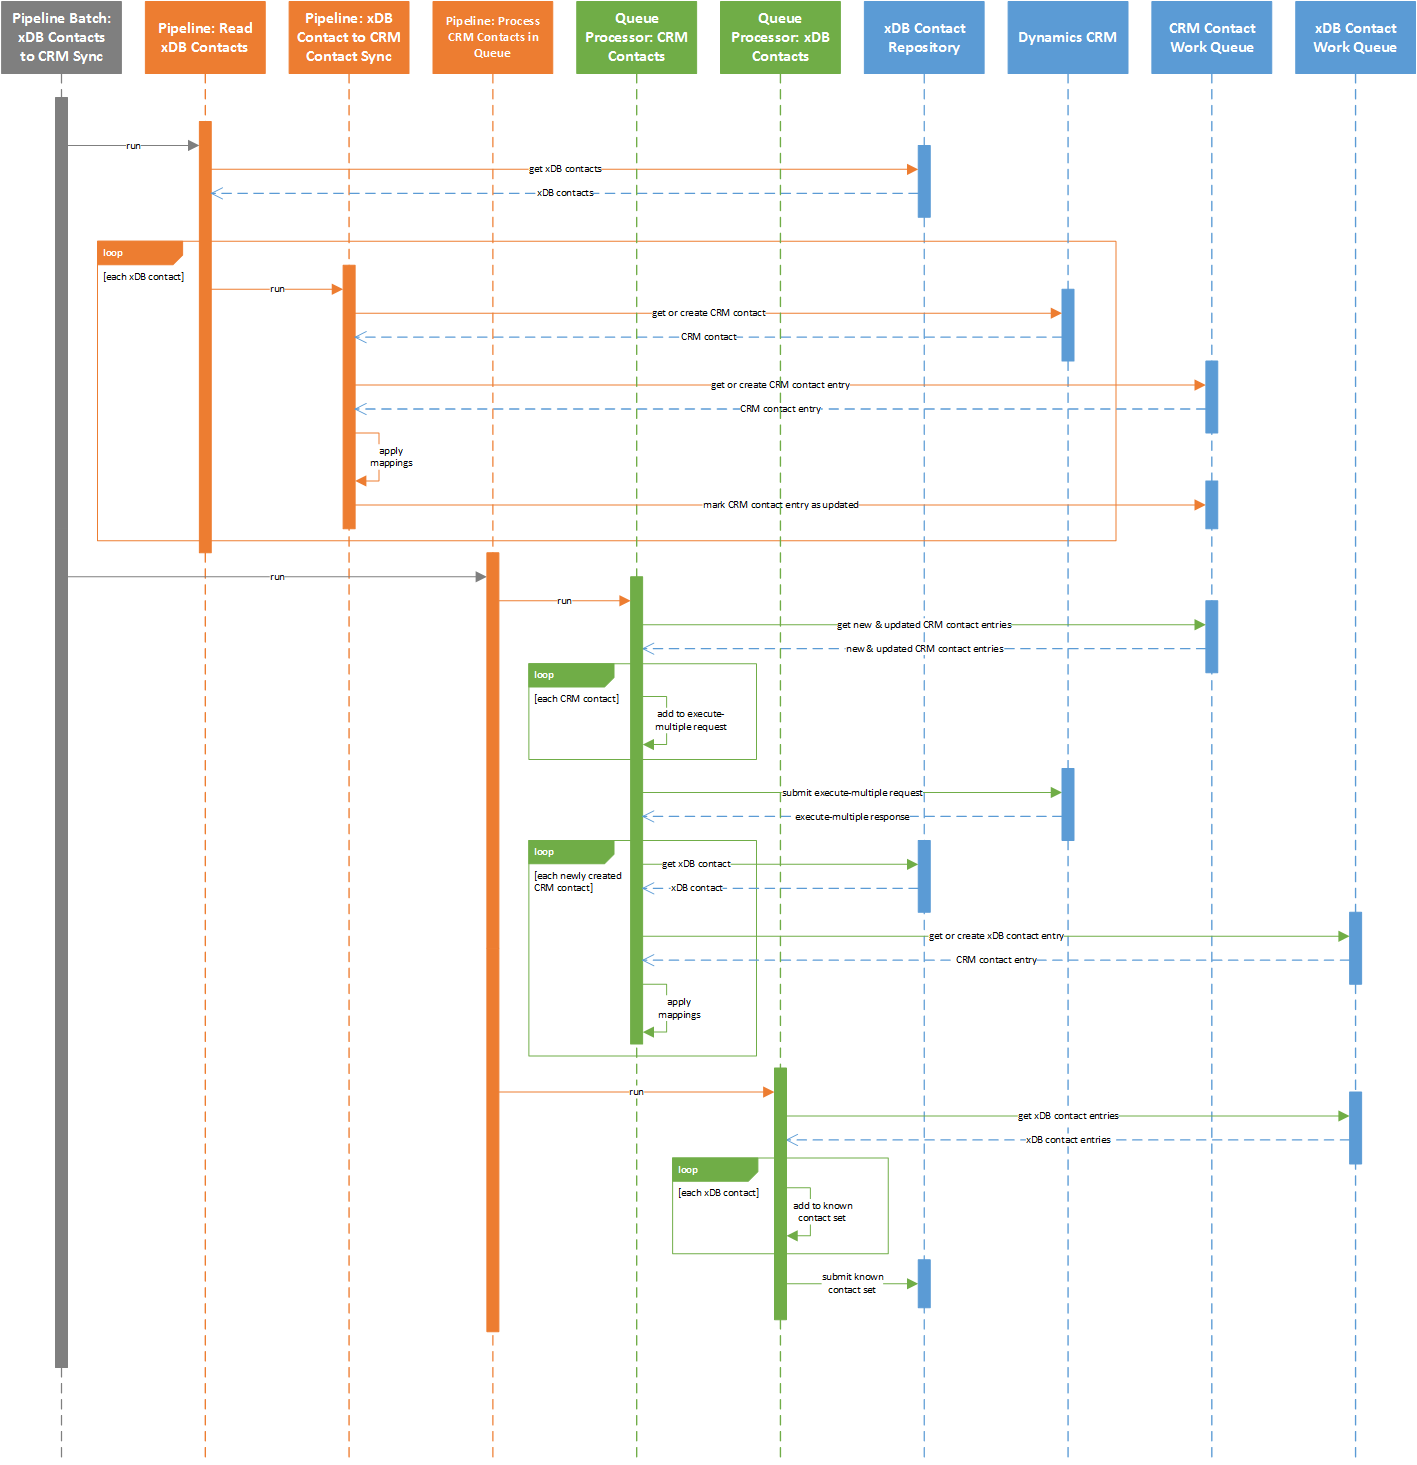 Pipeline Batch:
xDB Contacts
to CRM Sync
Pipeline: Read
xDB Contacts
Pipeline: xDB
Contact to CRM
Contact Sync
Pipeline: Process
CRM Contacts in
Queue
Queue
Processor: CRM
Contacts
Queue
Processor: xDB
Contacts
xDB Contact
Repository
Dynamics CRM
CRM Contact
Work Queue
xDB Contact
Work Queue
run
get xDB contacts
xDB contacts
loop
[each xDB contact]
run
get or create CRM contact
CRM contact
get or create CRM contact entry
CRM contact entry
apply
mappings
mark CRM contact entry as updated
run
run
get new & updated CRM contact entries
new & updated CRM contact entries
loop
[each CRM contact]
add to execute-
multiple request
submit execute-multiple request
execute-multiple response
loop
[each newly created
CRM contact]
get xDB contact
xDB contact
get or create xDB contact entry
CRM contact entry
apply
mappings
run
get xDB contact entries
xDB contact entries
loop
[each xDB contact]
add to known
contact set
submit known
contact set